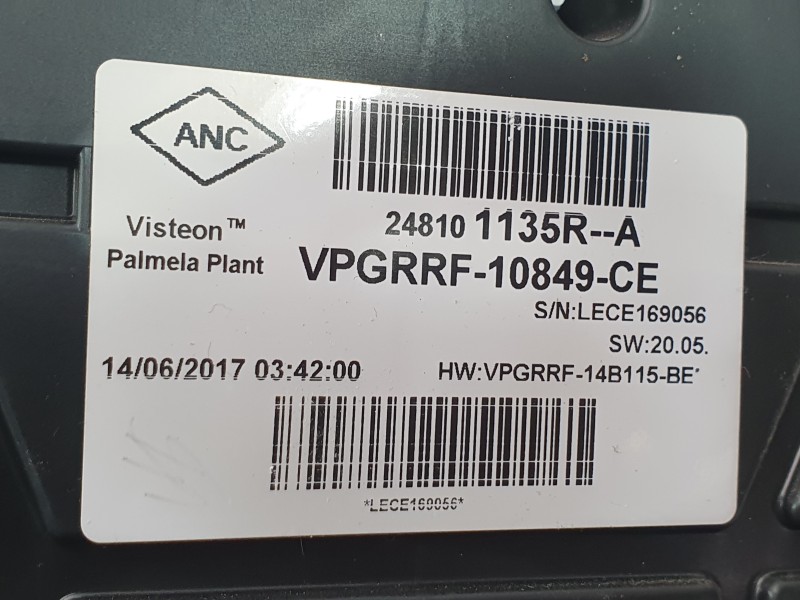 ANC
24810 1135R--A
Visteon™
Palmela Plant
VPGRRF-10849-CE
S/N:LECE169056
SW:20.05.
14/06/2017 03:42:00
HW:VPGRRF-14B115-BE*
*LECE169056*